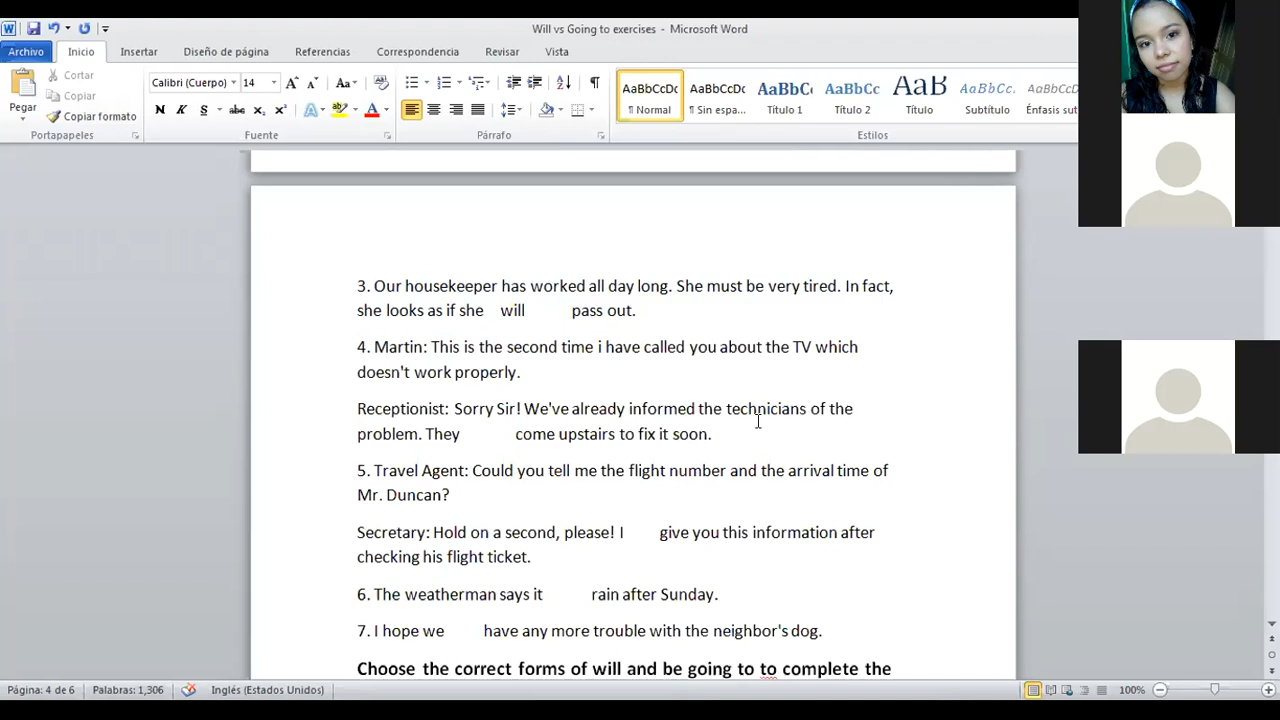 Will vs Going to exercises - Microsoft Word
Archivo Inicio Insertar Diseño de página Referencias Correspondencia Revisar Vista
Pegar
Cortar
Copiar
Copiar formato
Portapapeles
Calibri (Cuerpo) 14
N K S abc x₂ x²
Fuente
Párrafo
AaBbCcDc AaBbCcDc AaBbC AaBbCc AaB AaBbCc. AaBbCcD
¶ Normal ¶ Sin espa... Título 1 Título 2 Título Subtítulo Énfasis sut
Estilos
3. Our housekeeper has worked all day long. She must be very tired. In fact,
she looks as if she will pass out.
4. Martin: This is the second time i have called you about the TV which
doesn't work properly.
Receptionist: Sorry Sir! We've already informed the technicians of the
problem. They come upstairs to fix it soon.
5. Travel Agent: Could you tell me the flight number and the arrival time of
Mr. Duncan?
Secretary: Hold on a second, please! I give you this information after
checking his flight ticket.
6. The weatherman says it rain after Sunday.
7. I hope we have any more trouble with the neighbor's dog.
Choose the correct forms of will and be going to to complete the
Página: 4 de 6 Palabras: 1,306 Inglés (Estados Unidos) 100%